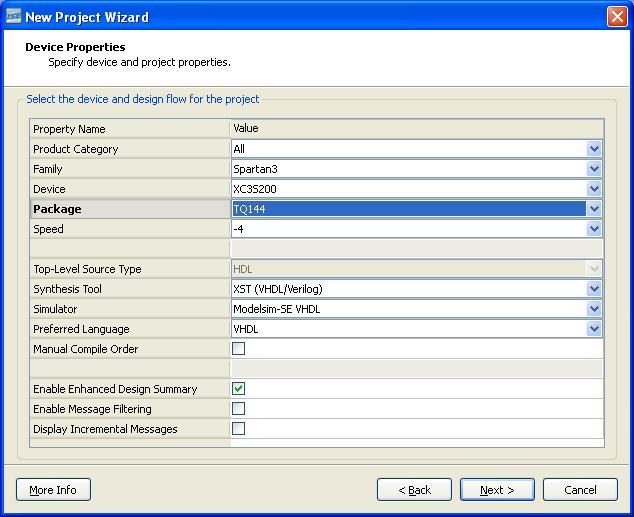 ISE New Project Wizard
Device Properties
Specify device and project properties.
Select the device and design flow for the project
Property Name Value
Product Category All
Family Spartan3
Device XC3S200
Package TQ144
Speed -4
Top-Level Source Type HDL
Synthesis Tool XST (VHDL/Verilog)
Simulator Modelsim-SE VHDL
Preferred Language VHDL
Manual Compile Order
Enable Enhanced Design Summary
Enable Message Filtering
Display Incremental Messages
More Info < Back Next > Cancel